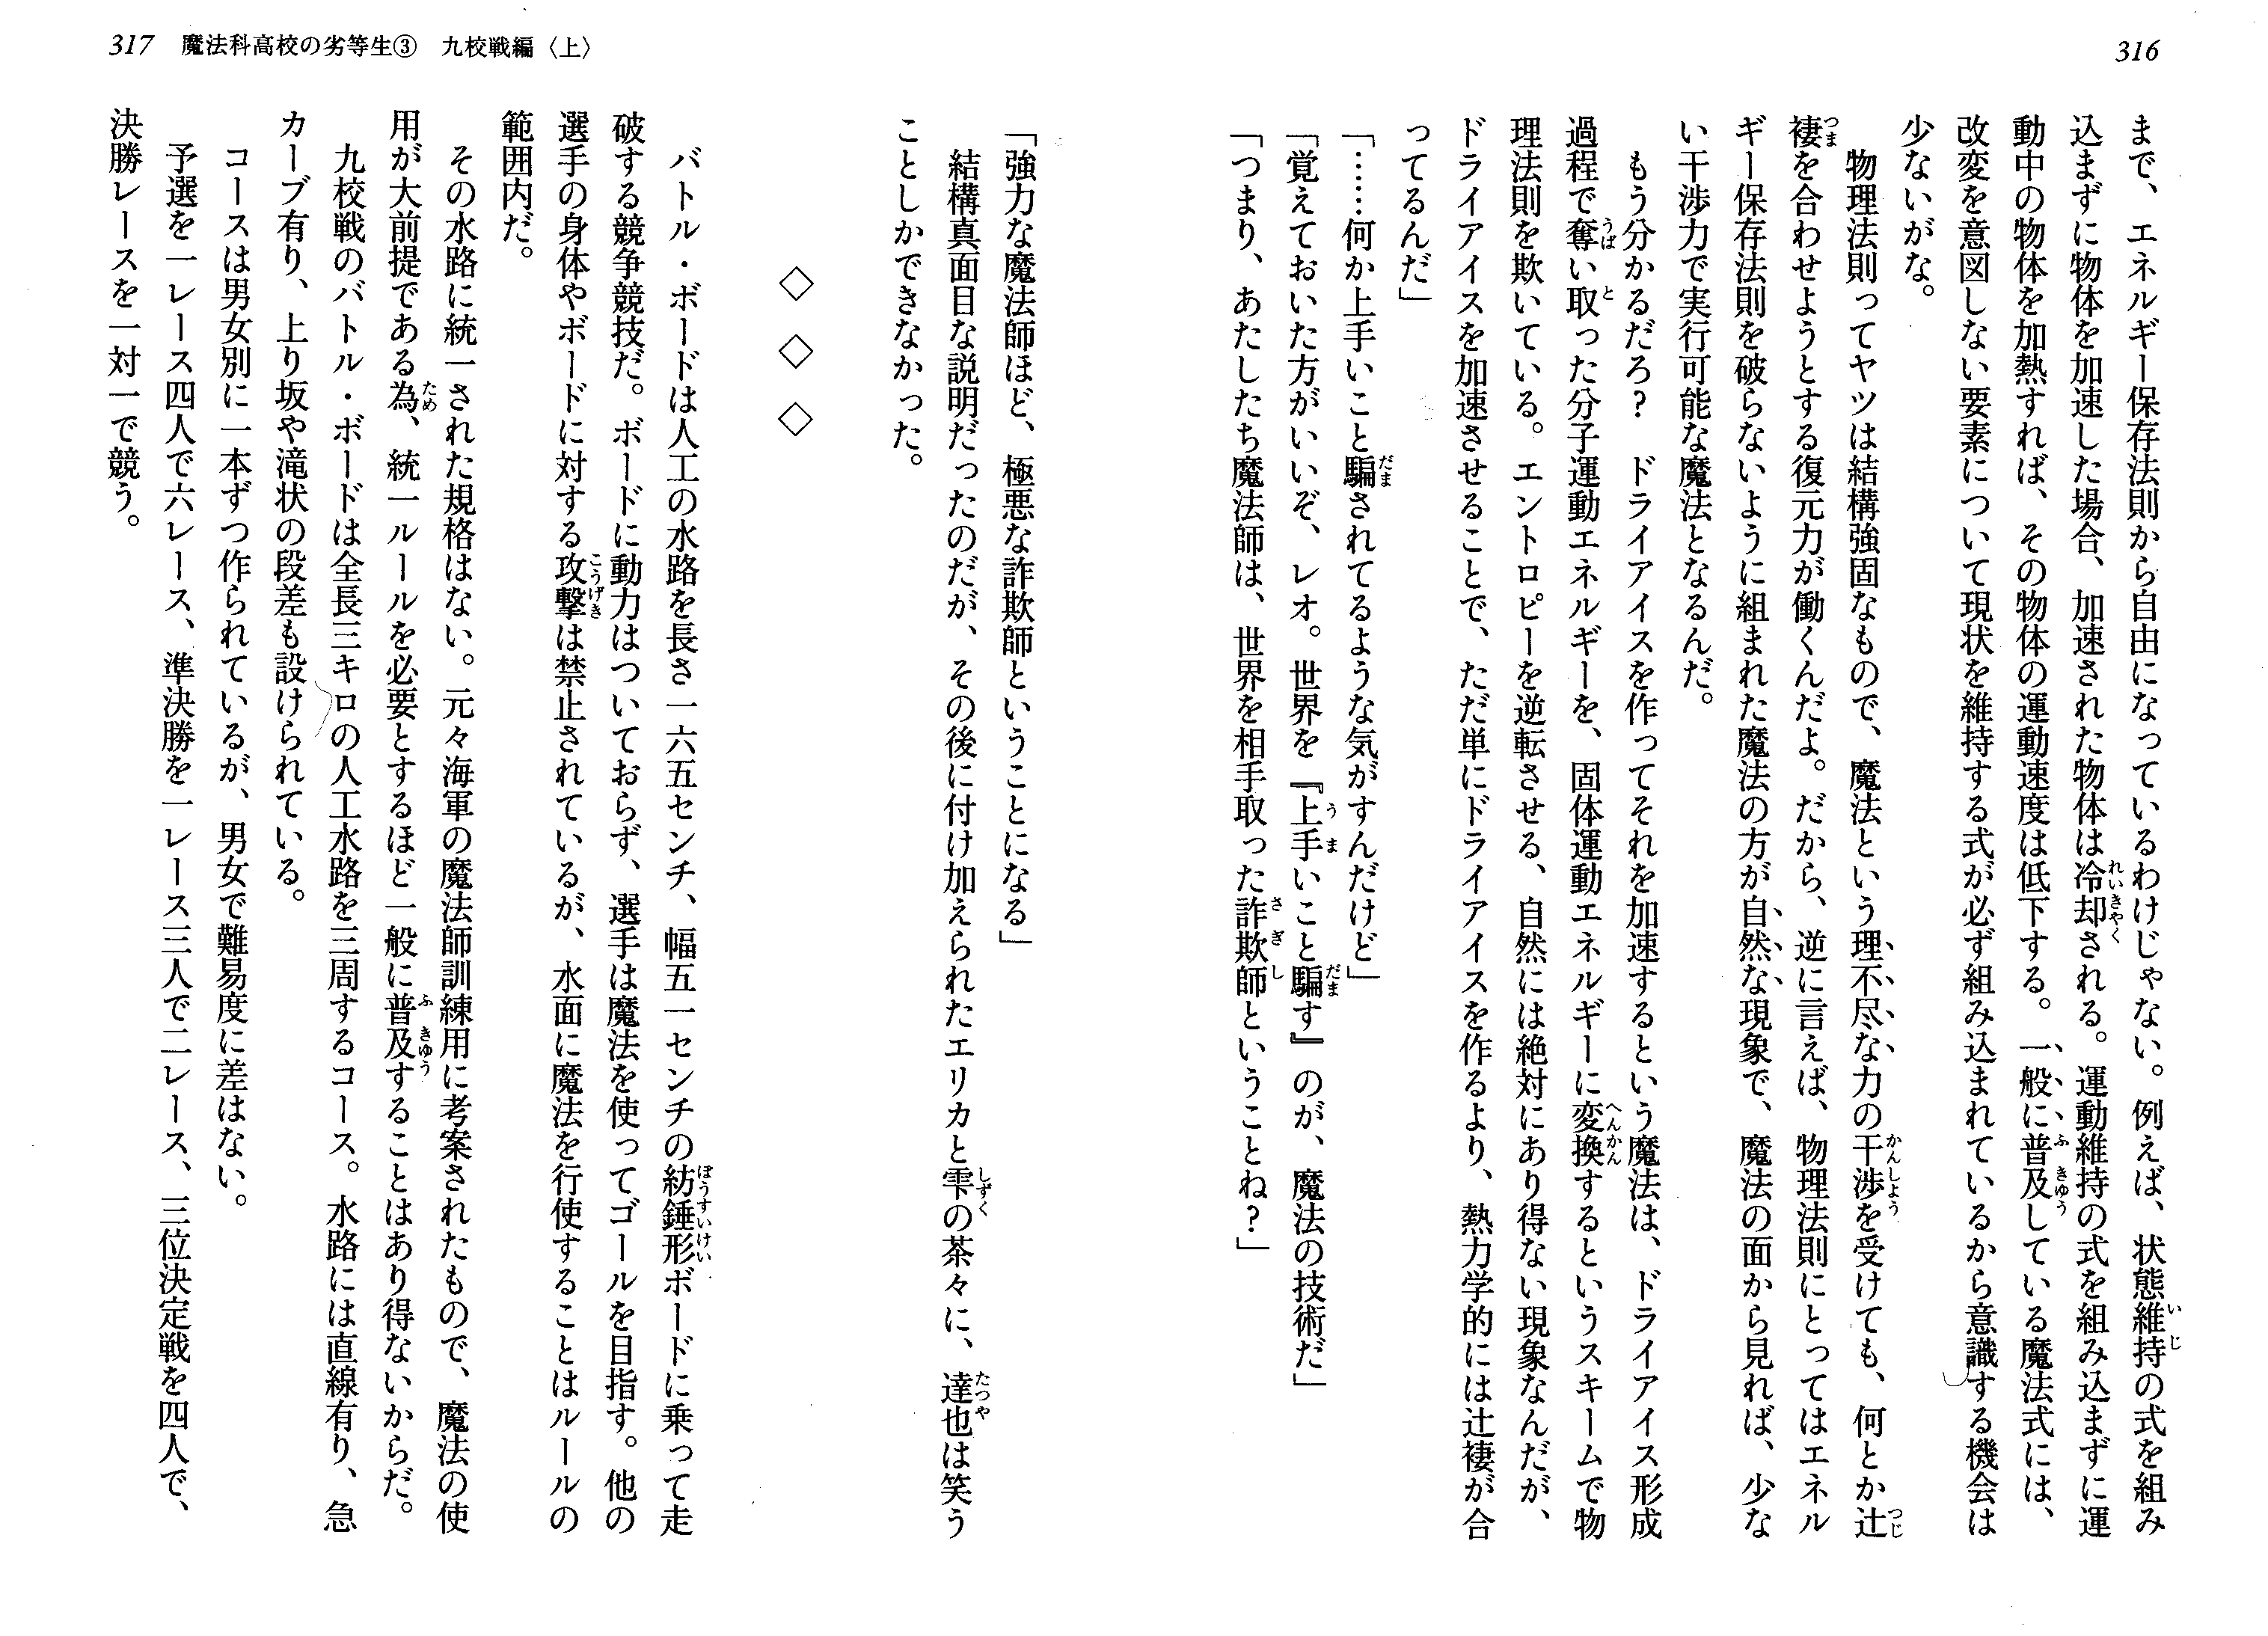 316
まで、エネルギー保存法則から自由になっているわけじゃない。例えば、状態維持の式を組み
込まずに物体を加速した場合、加速された物体は冷却される。運動維持の式を組み込まずに運
動中の物体を加熱すれば、その物体の運動速度は低下する。一般に普及している魔法式には、
改変を意図しない要素について現状を維持する式が必ず組み込まれているから意識する機会は
少ないがな。
物理法則ってヤツは結構強固なもので、魔法という理不尽な力の干渉を受けても、何とか辻
褄を合わせようとする復元力が働くんだよ。だから、逆に言えば、物理法則にとってはエネル
ギー保存法則を破らないように組まれた魔法の方が自然な現象で、魔法の面から見れば、少な
い干渉力で実行可能な魔法となるんだ。
もう分かるだろ？　ドライアイスを作ってそれを加速するという魔法は、ドライアイス形成
過程で奪い取った分子運動エネルギーを、固体運動エネルギーに変換するというスキームで物
理法則を欺いている。エントロピーを逆転させる、自然には絶対にあり得ない現象なんだが、
ドライアイスを加速させることで、ただ単にドライアイスを作るより、熱力学的には辻褄が合
ってるんだ」
「……何か上手いこと騙されてるような気がすんだけど」
「覚えておいた方がいいぞ、レオ。世界を『上手いこと騙す』のが、魔法の技術だ」
「つまり、あたしたち魔法師は、世界を相手取った詐欺師ということね？」
317　魔法科高校の劣等生③　九校戦編〈上〉
「強力な魔法師ほど、極悪な詐欺師ということになる」
結構真面目な説明だったのだが、その後に付け加えられたエリカと雫の茶々に、達也は笑う
ことしかできなかった。
◇　◇　◇
バトル・ボードは人工の水路を長さ一六五センチ、幅五一センチの紡錘形ボードに乗って走
破する競争競技だ。ボードに動力はついておらず、選手は魔法を使ってゴールを目指す。他の
選手の身体やボードに対する攻撃は禁止されているが、水面に魔法を行使することはルールの
範囲内だ。
その水路に統一された規格はない。元々海軍の魔法師訓練用に考案されたもので、魔法の使
用が大前提である為、統一ルールを必要とするほど一般に普及することはあり得ないからだ。
九校戦のバトル・ボードは全長三キロの人工水路を三周するコース。水路には直線有り、急
カーブ有り、上り坂や滝状の段差も設けられている。
コースは男女別に一本ずつ作られているが、男女で難易度に差はない。
予選を一レース四人で六レース、準決勝を一レース三人で二レース、三位決定戦を四人で、
決勝レースを一対一で競う。